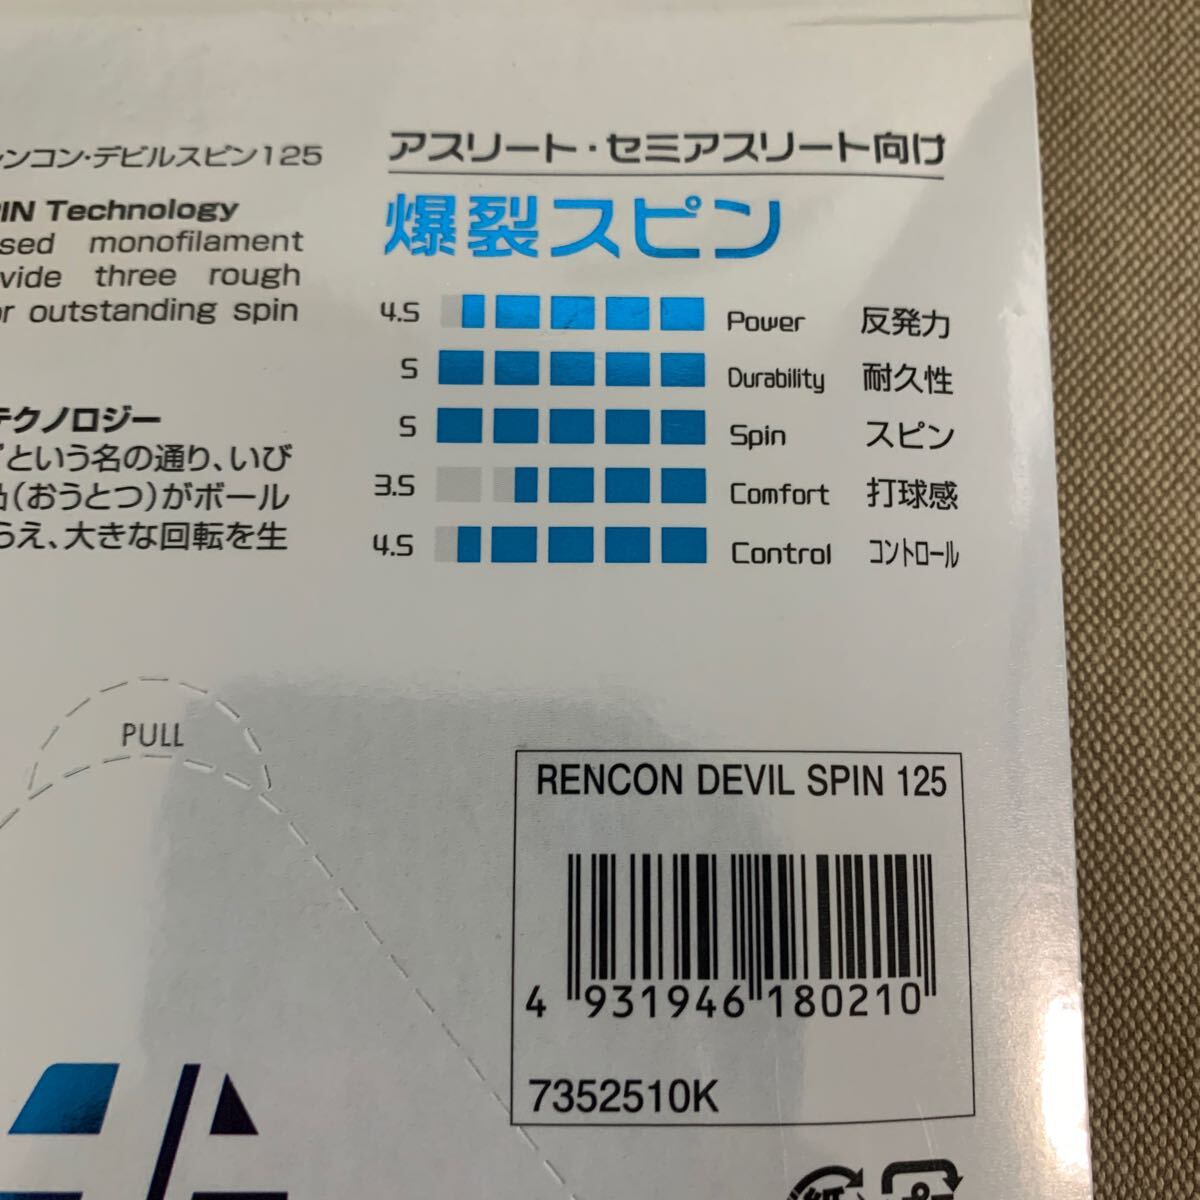 ンコン・デビルスピン125
アスリート・セミアスリート向け
PIN Technology
monofilament
three rough
outstanding spin
爆裂スピン
4.5 Power 反発力
5 Durability 耐久性
5 Spin スピン
3.5 Comfort 打球感
4.5 Control コントロール
テクノロジー
という名の通り、いび
(おうとつ)がボール
らえ、大きな回転を生
PULL
RENCON DEVIL SPIN 125
4 931946 180210
7352510K